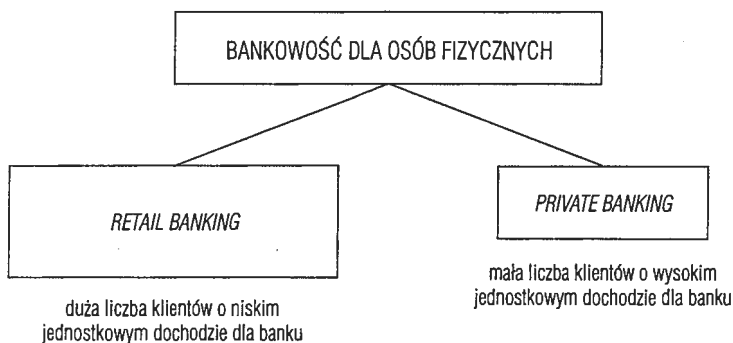 BANKOWOŚĆ DLA OSÓB FIZYCZNYCH
RETAIL BANKING
PRIVATE BANKING
duża liczba klientów o niskim
jednostkowym dochodzie dla banku
mała liczba klientów o wysokim
jednostkowym dochodzie dla banku